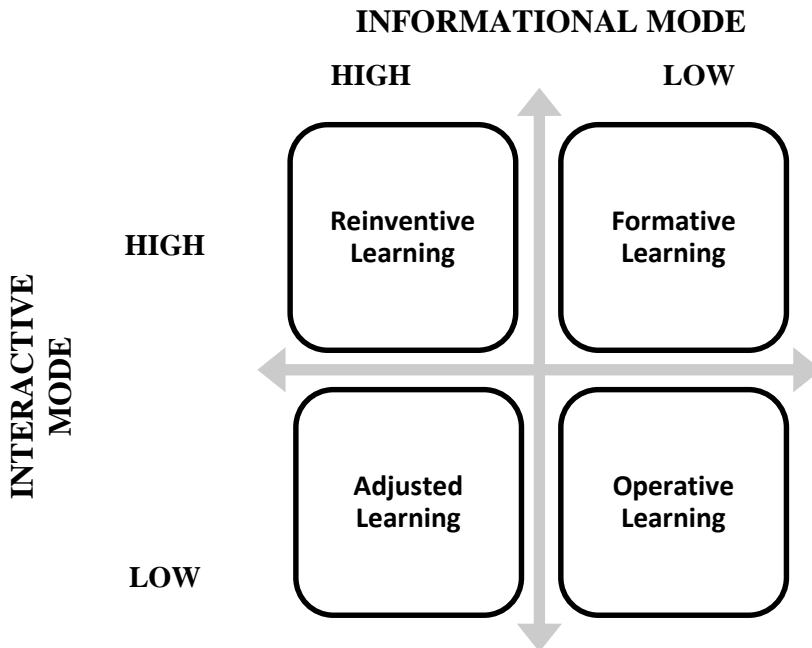 INFORMATIONAL MODE
HIGH
LOW
HIGH
Reinventive
Learning
Formative
Learning
INTERACTIVE
MODE
Adjusted
Learning
Operative
Learning
LOW